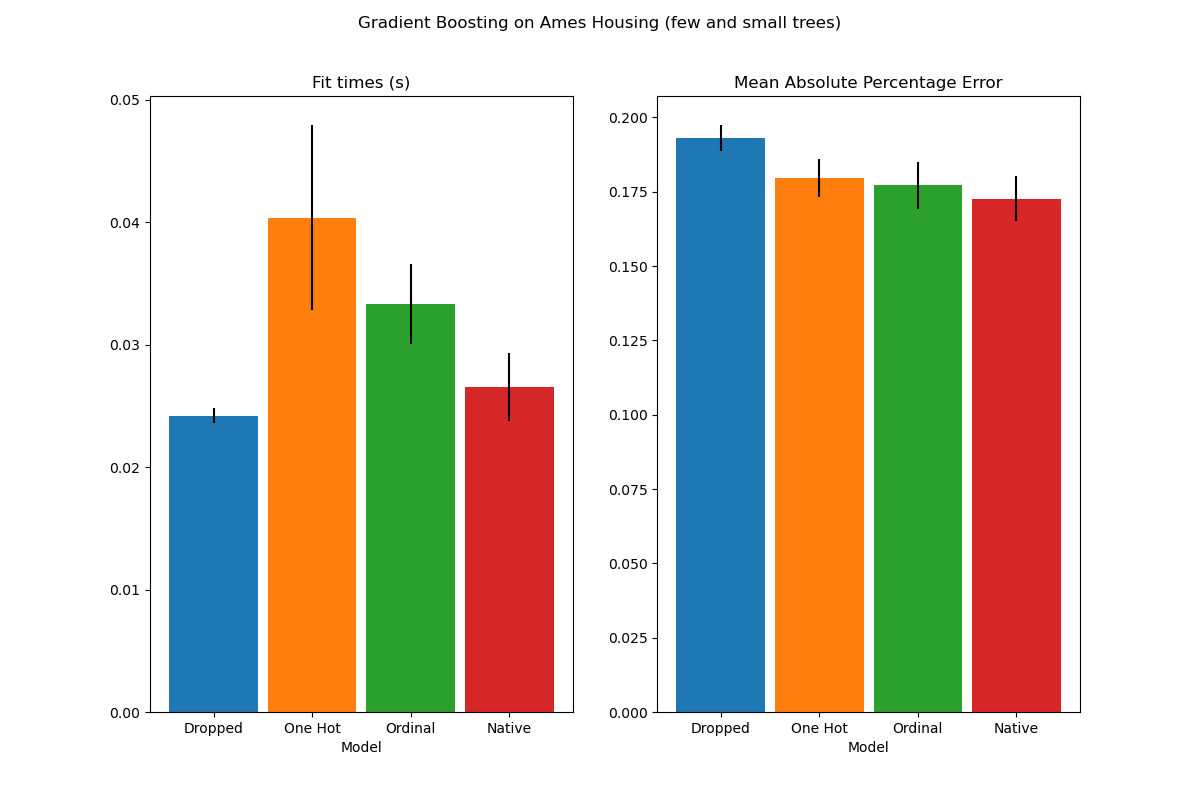 Gradient Boosting on Ames Housing (few and small trees)
Fit times (s)
0.05
0.04
0.03
0.02
0.01
0.00
Dropped One Hot Ordinal Native
Model
Mean Absolute Percentage Error
0.200
0.175
0.150
0.125
0.100
0.075
0.050
0.025
0.000
Dropped One Hot Ordinal Native
Model